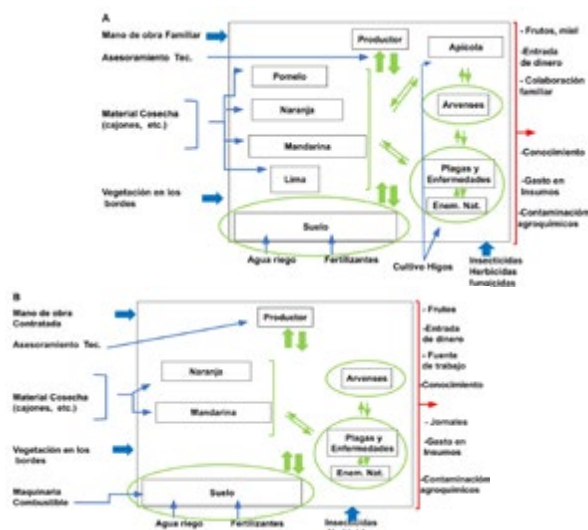 A
Mano de obra Familiar
Asesoramiento Tec.
Material Cosecha
(cajones, etc.)
Vegetación en los
bordes
Productor
Apícola
Pomelo
Naranja
Mandarina
Lima
Arvenses
Plagas y
Enfermedades
Enem. Nat.
Suelo
Agua riego
Fertilizantes
Cultivo Higos
Insecticidas
Herbicidas
fungicidas
- Frutos, miel
-Entrada
de dinero
- Colaboración
familiar
-Conocimiento
-Gasto en
Insumos
-Contaminación
agroquímicos
B
Mano de obra
Contratada
Asesoramiento Tec.
Material Cosecha
(cajones, etc.)
Vegetación en los
bordes
Maquinaria
Combustible
Productor
Naranja
Mandarina
Arvenses
Plagas y
Enfermedades
Enem. Nat.
Suelo
Agua riego
Fertilizantes
Insecticidas
- Frutos
-Entrada
de dinero
- Fuente
de trabajo
-Conocimiento
- Jornales
-Gasto en
Insumos
-Contaminación
agroquímicos